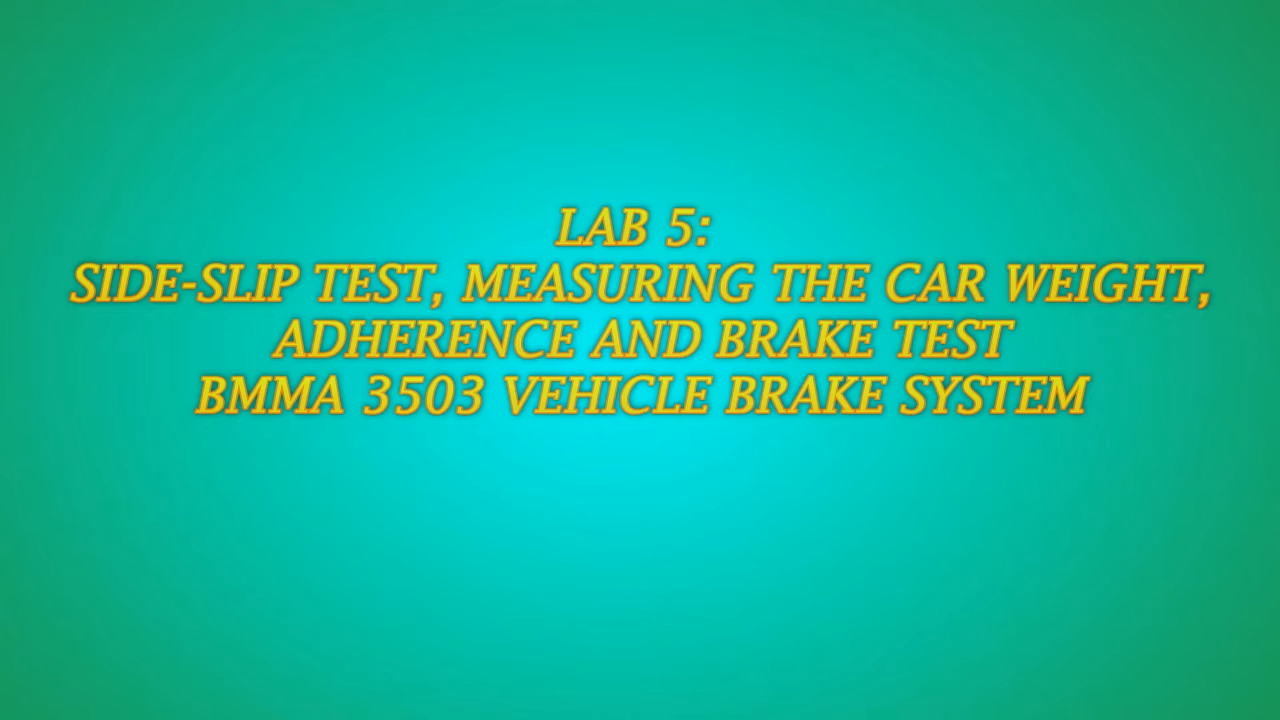 LAB 5:
SIDE-SLIP TEST, MEASURING THE CAR WEIGHT,
ADHERENCE AND BRAKE TEST
BMMA 3503 VEHICLE BRAKE SYSTEM